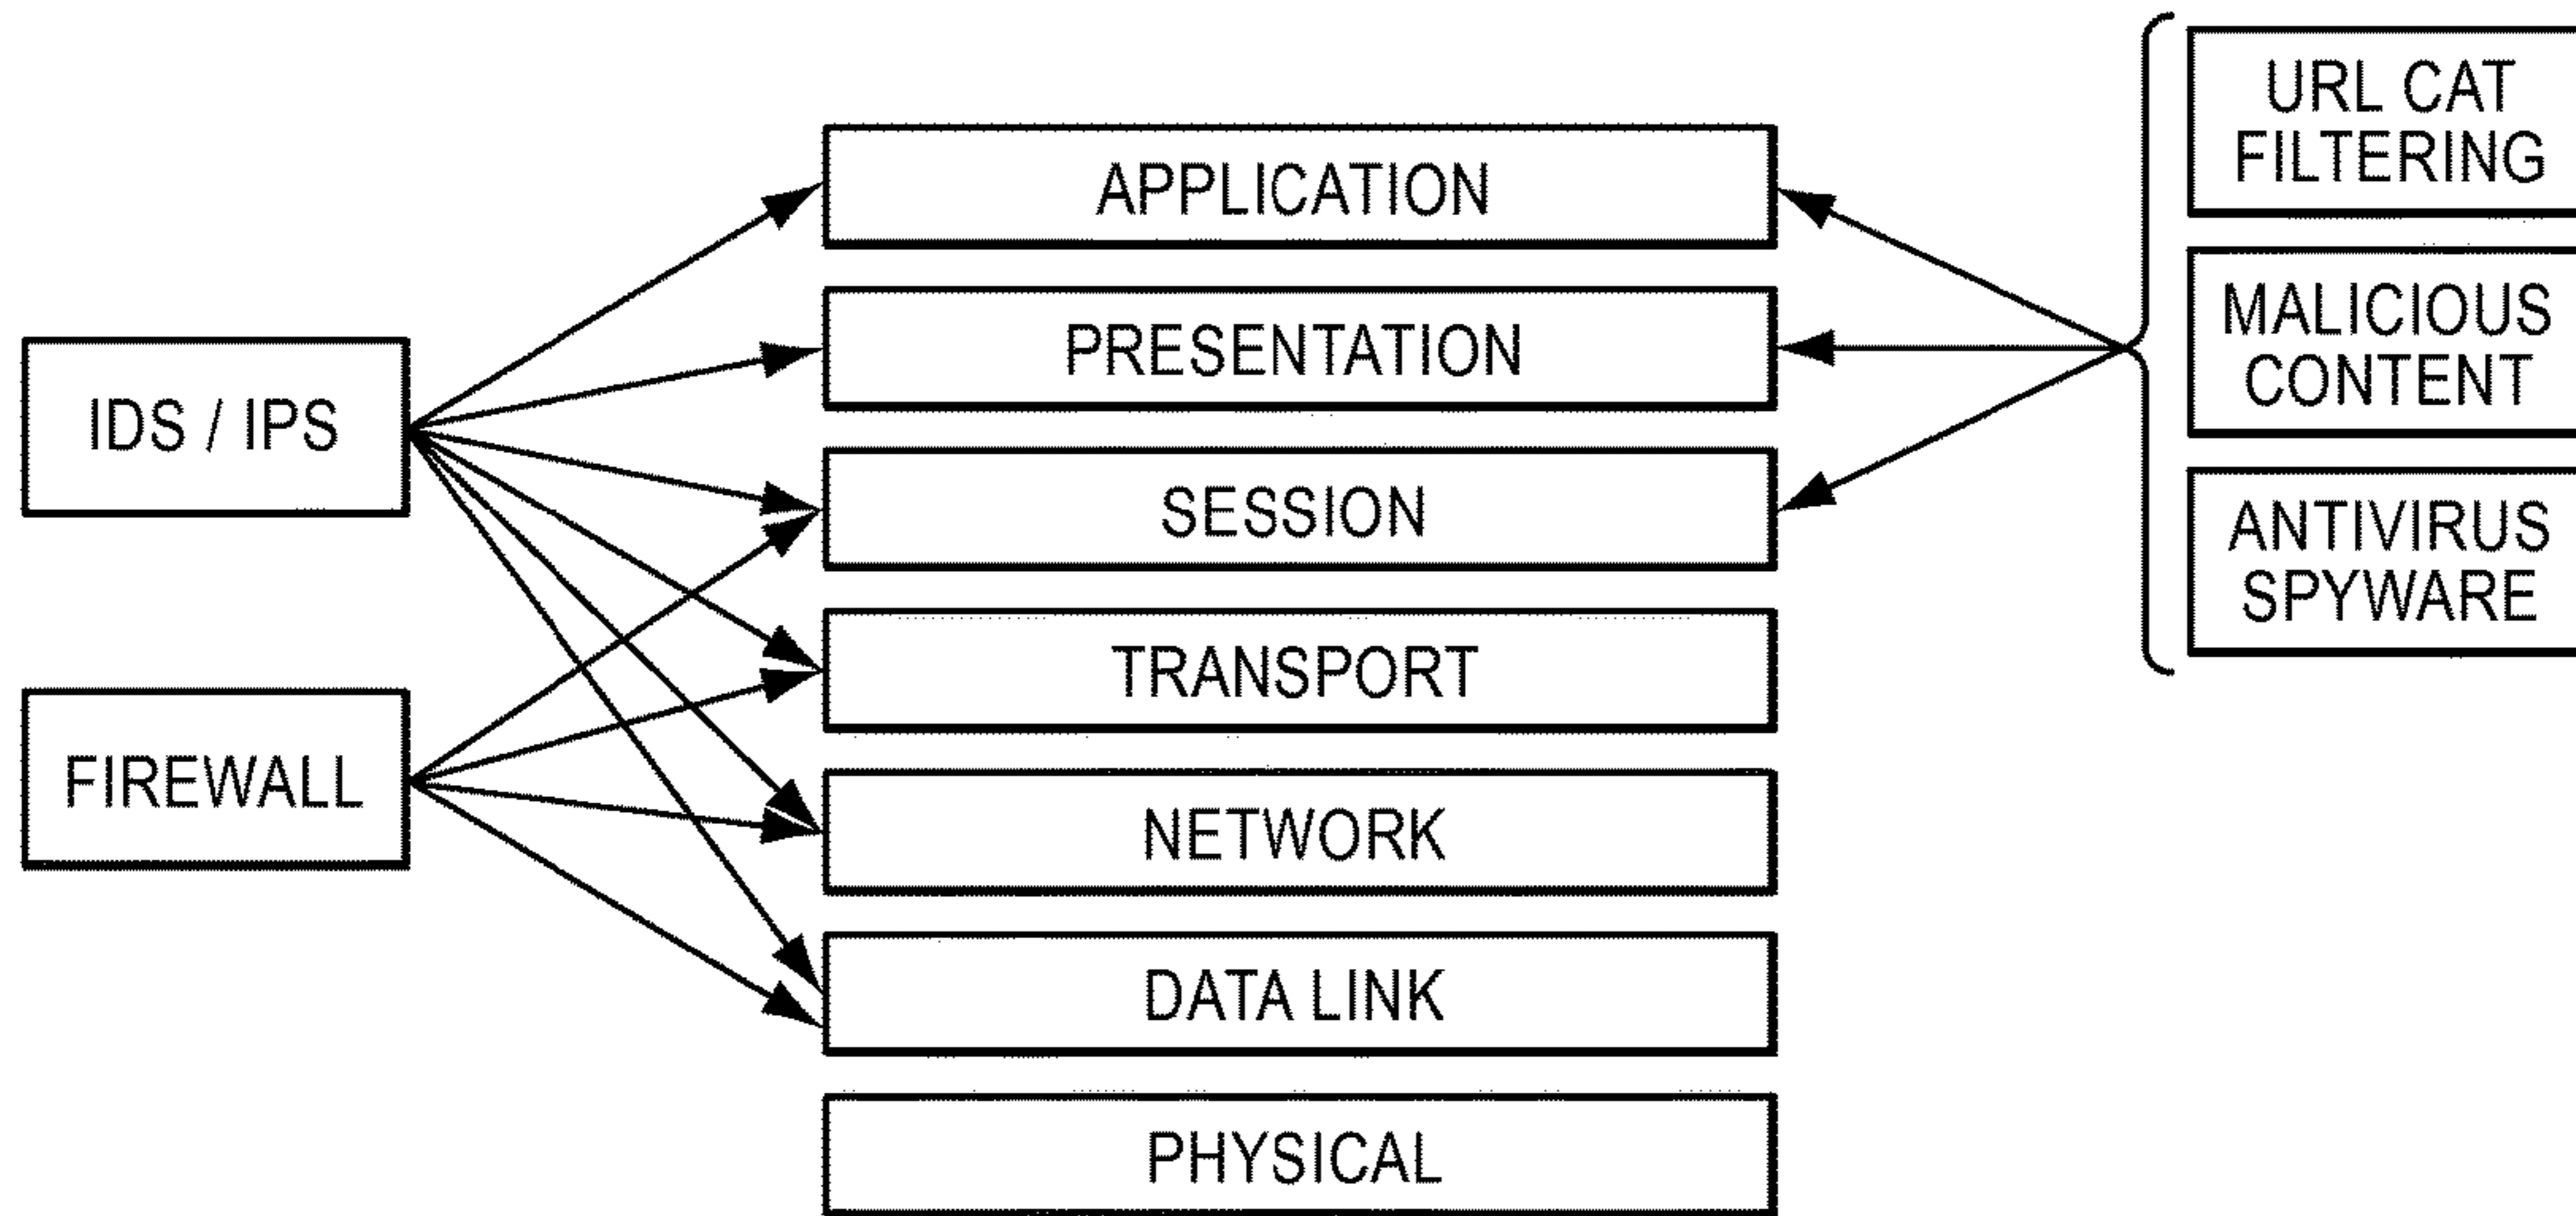 IDS / IPS
FIREWALL
APPLICATION
PRESENTATION
SESSION
TRANSPORT
NETWORK
DATA LINK
PHYSICAL
URL CAT
FILTERING
MALICIOUS
CONTENT
ANTIVIRUS
SPYWARE